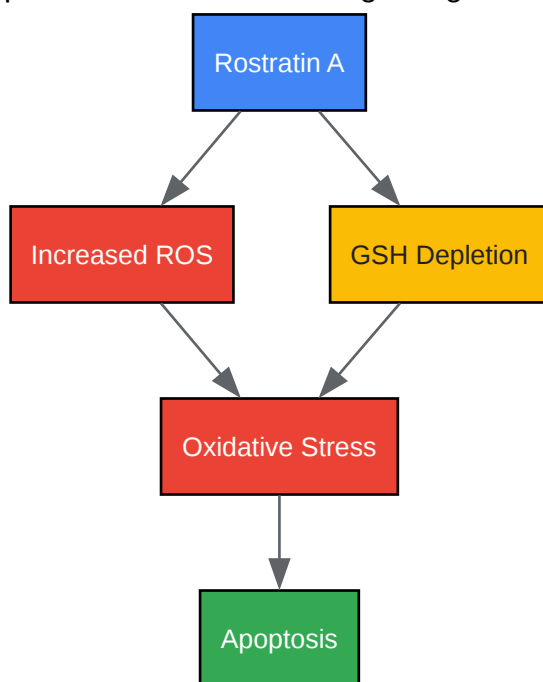 Rostratin A
Increased ROS
GSH Depletion
Oxidative Stress
Apoptosis